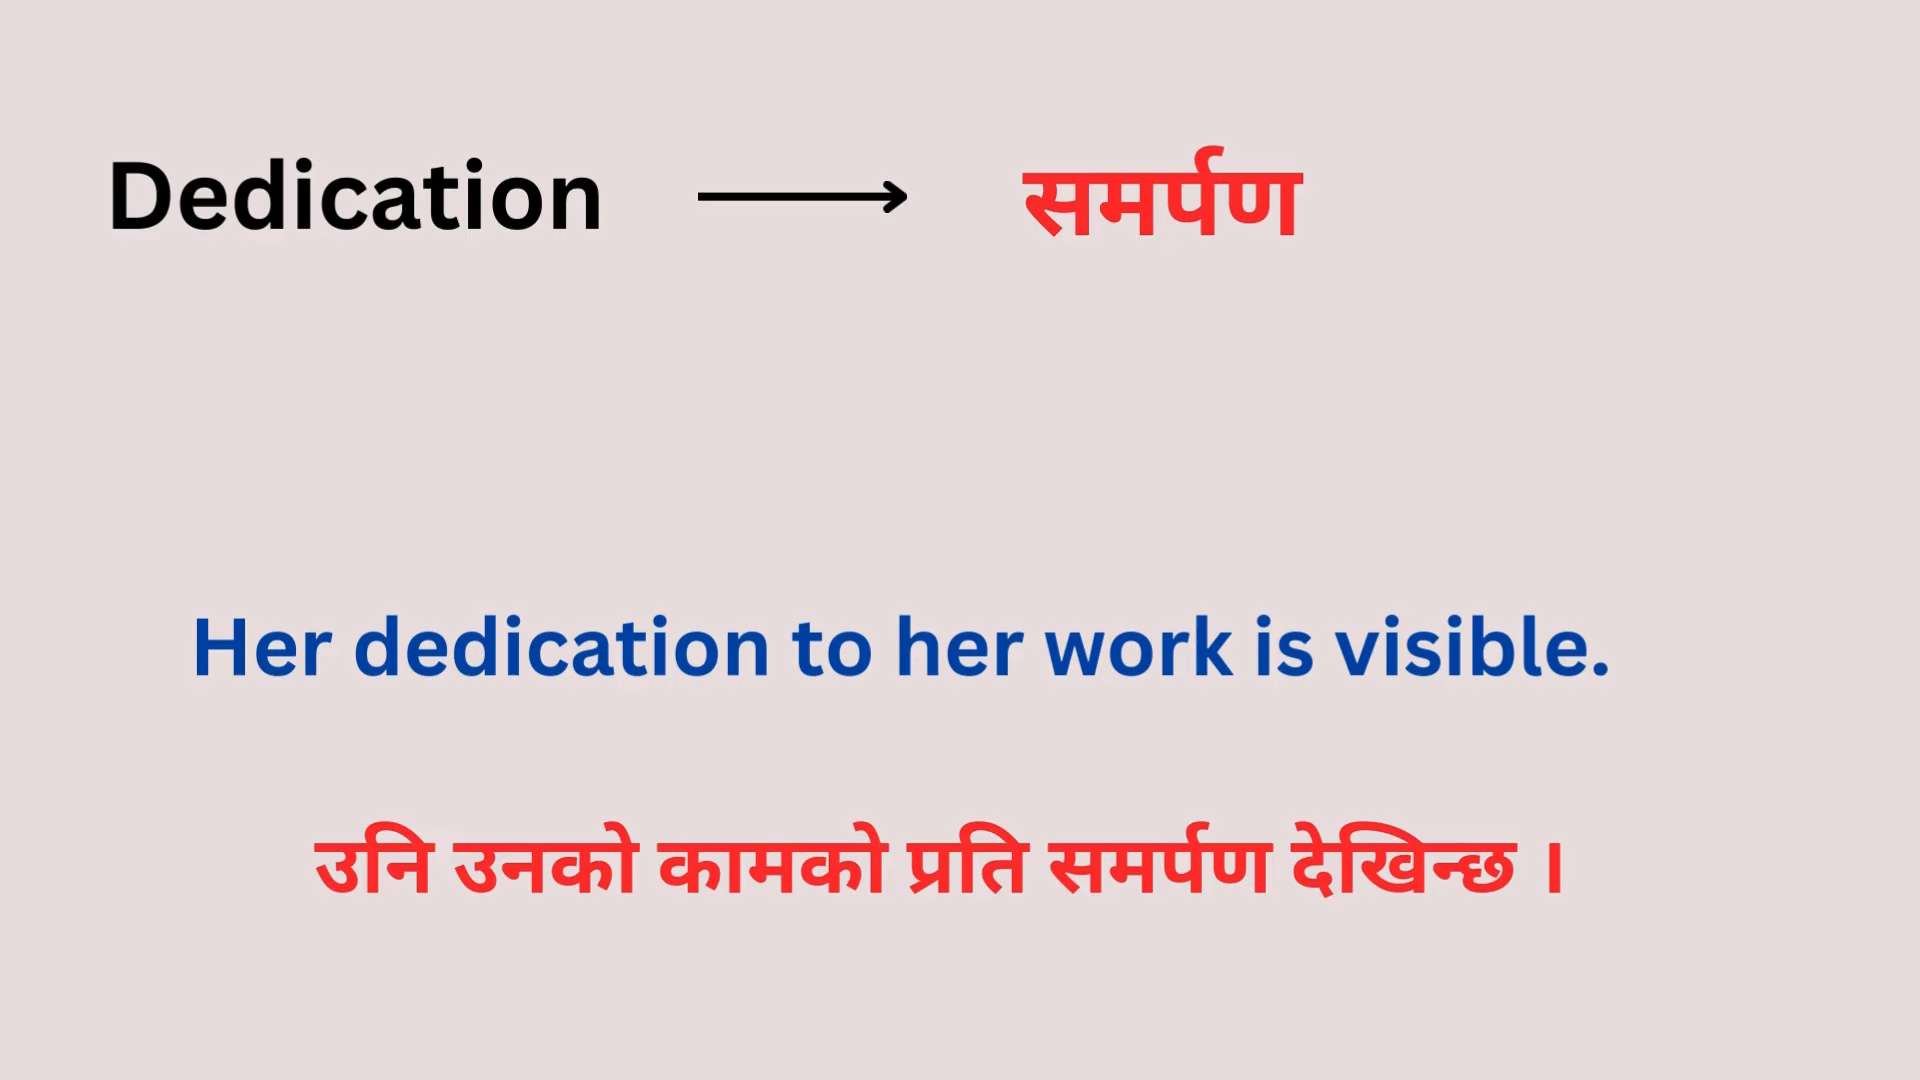 Dedication → समर्पण
Her dedication to her work is visible.
उनि उनको कामको प्रति समर्पण देखिन्छ ।